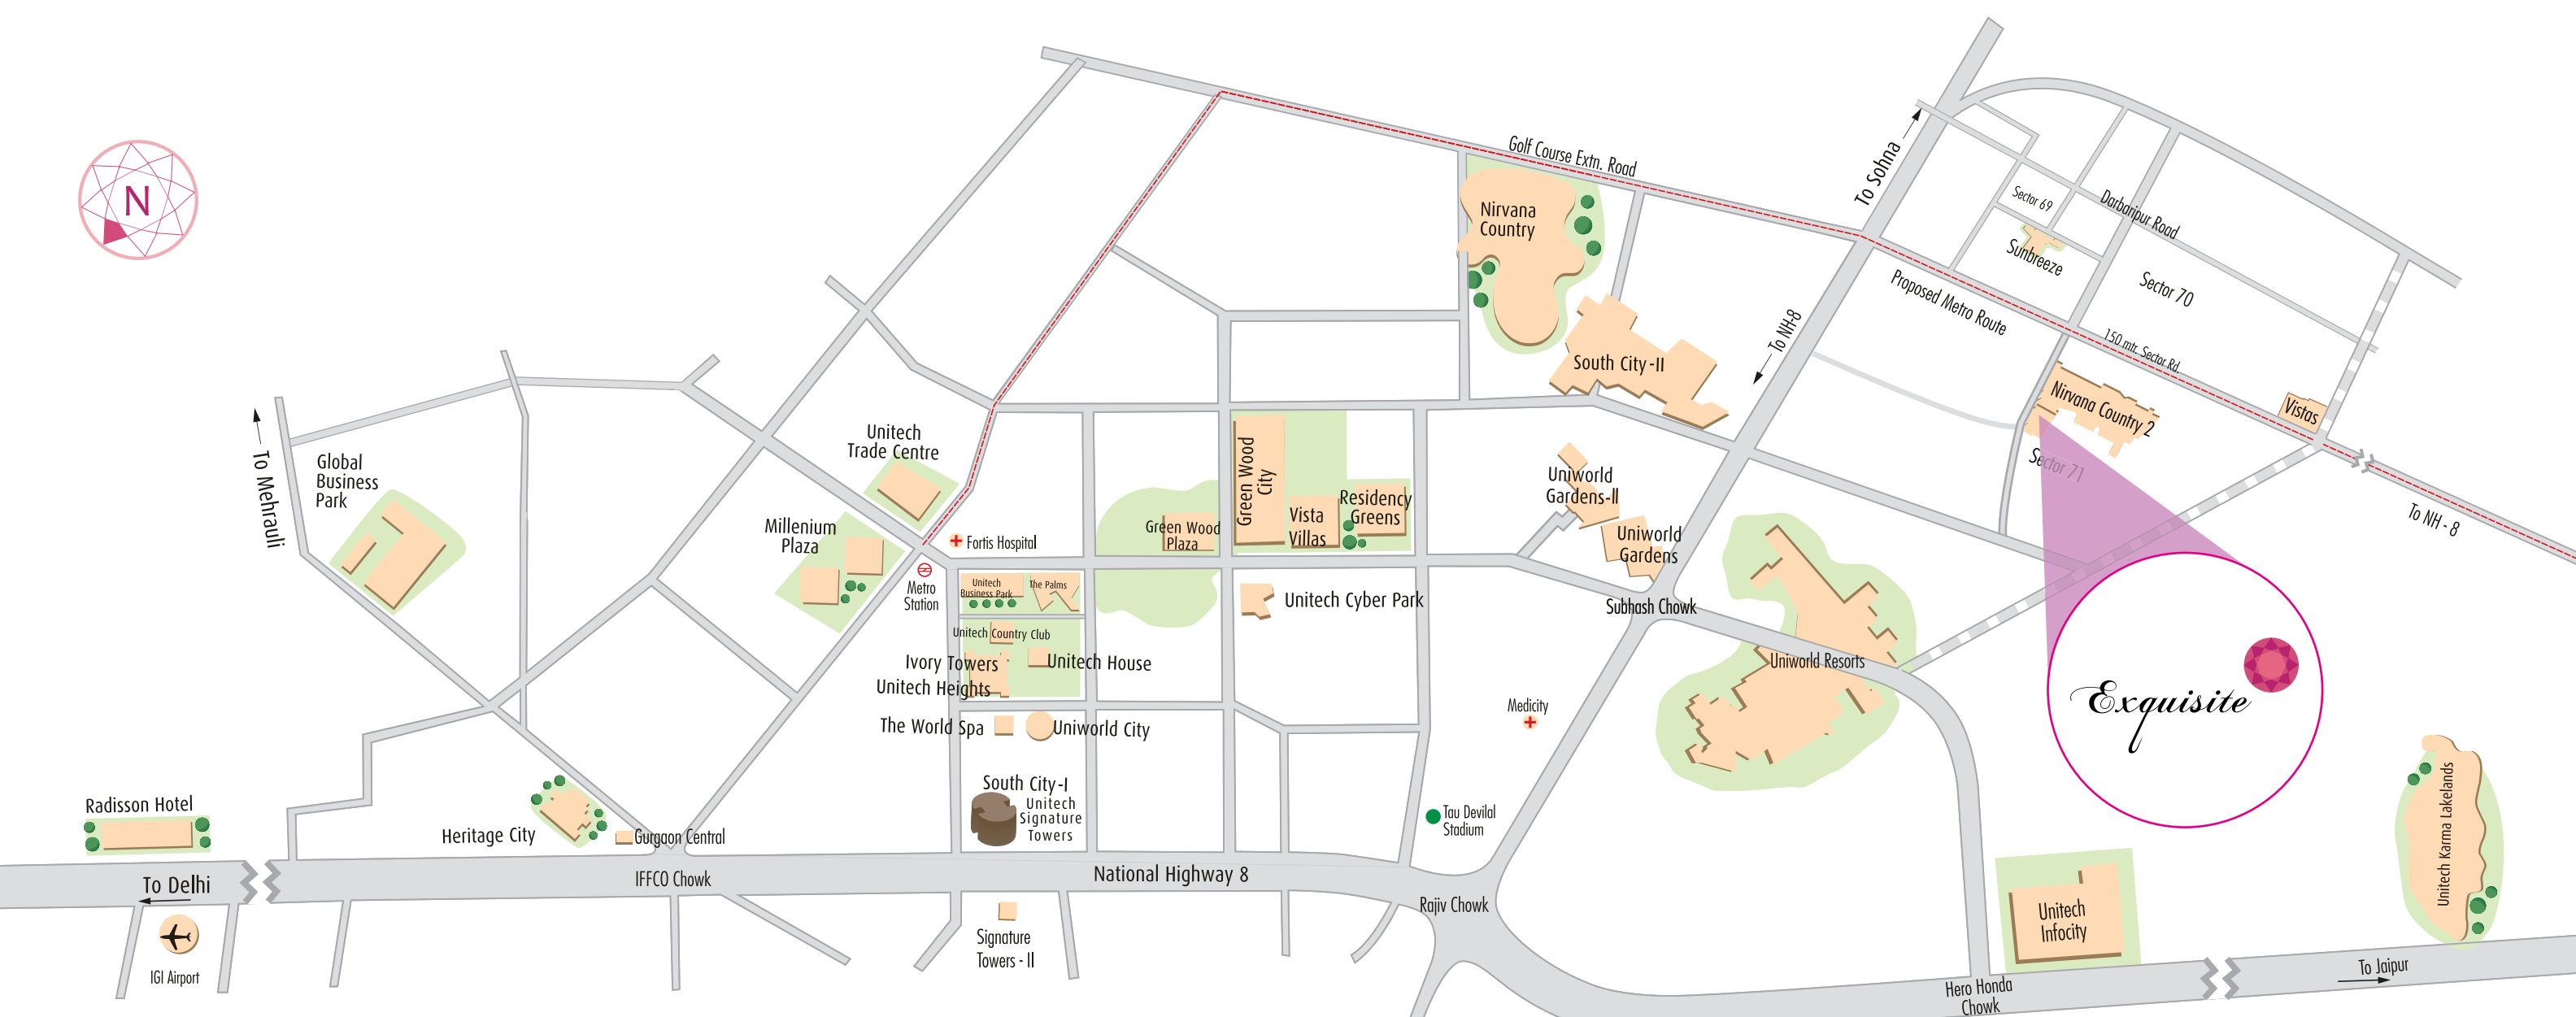 N
Golf Course Extn. Road
To Sohna
Nirvana
Country
Sector 69
Darbaripur Road
Sunbreeze
Sector 70
Proposed Metro Route
To NH-8
150 mtr. Sector Rd.
South City -II
Nirvana Country 2
Vistas
Sector 71
To NH - 8
To Mehrauli
Global
Business
Park
Unitech
Trade Centre
Millenium
Plaza
Fortis Hospital
Metro
Station
Green Wood
City
Green Wood
Plaza
Vista
Villas
Residency
Greens
Uniworld
Gardens-II
Uniworld
Gardens
Unitech
Business Park
The Palms
Unitech Cyber Park
Subhash Chowk
Unitech Country Club
Ivory Towers
Unitech House
Unitech Heights
Uniworld Resorts
The World Spa
Uniworld City
Medicity
Exquisite
South City-I
Unitech
Signature
Towers
Tau Devilal
Stadium
Radisson Hotel
Heritage City
Gurgaon Central
Unitech Karma Lakelands
To Delhi
IFFCO Chowk
National Highway 8
Rajiv Chowk
Unitech
Infocity
IGI Airport
Signature
Towers - II
Hero Honda
Chowk
To Jaipur